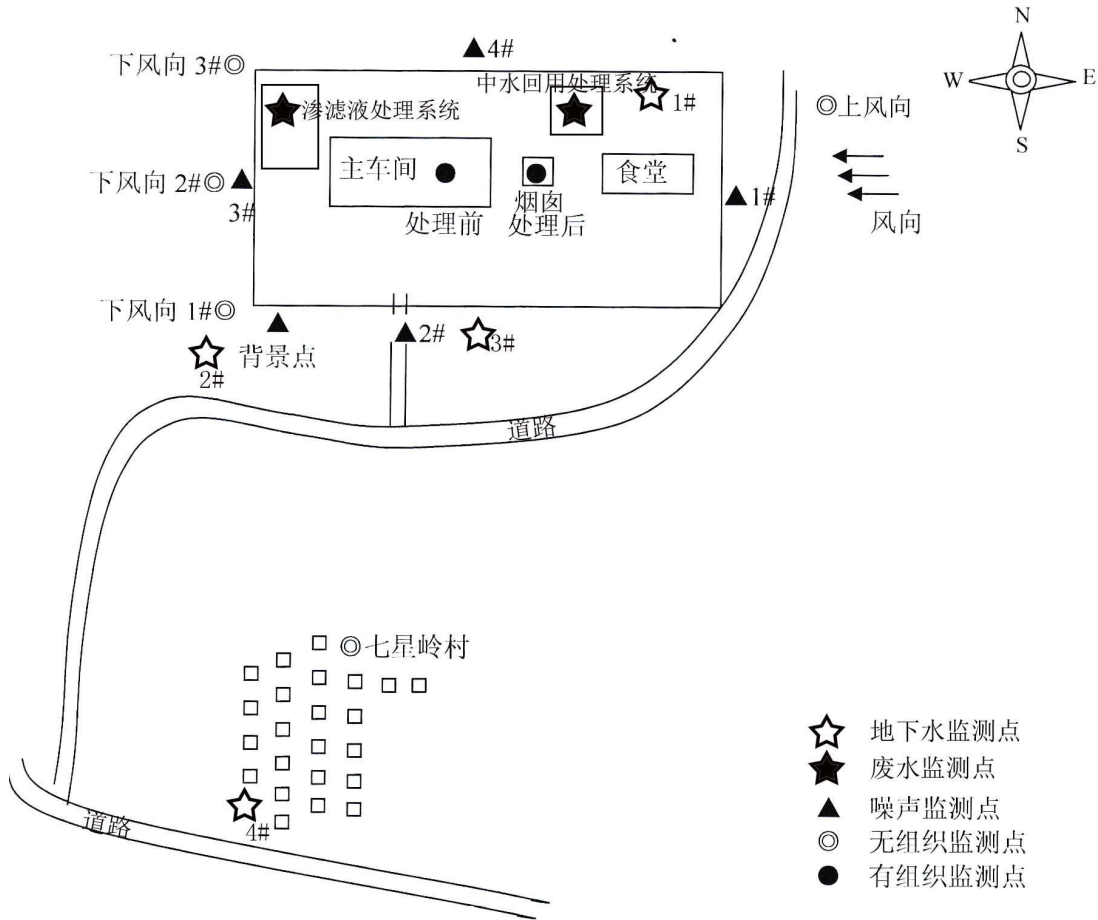 N
W
E
S
4#
下风向 3#
中水回用处理系统
1#
上风向
渗滤液处理系统
主车间
食堂
下风向 2#
3#
1#
烟囱
处理前
处理后
风向
下风向 1#
2#
3#
背景点
2#
道路
七星岭村
地下水监测点
废水监测点
4#
道路
噪声监测点
无组织监测点
有组织监测点